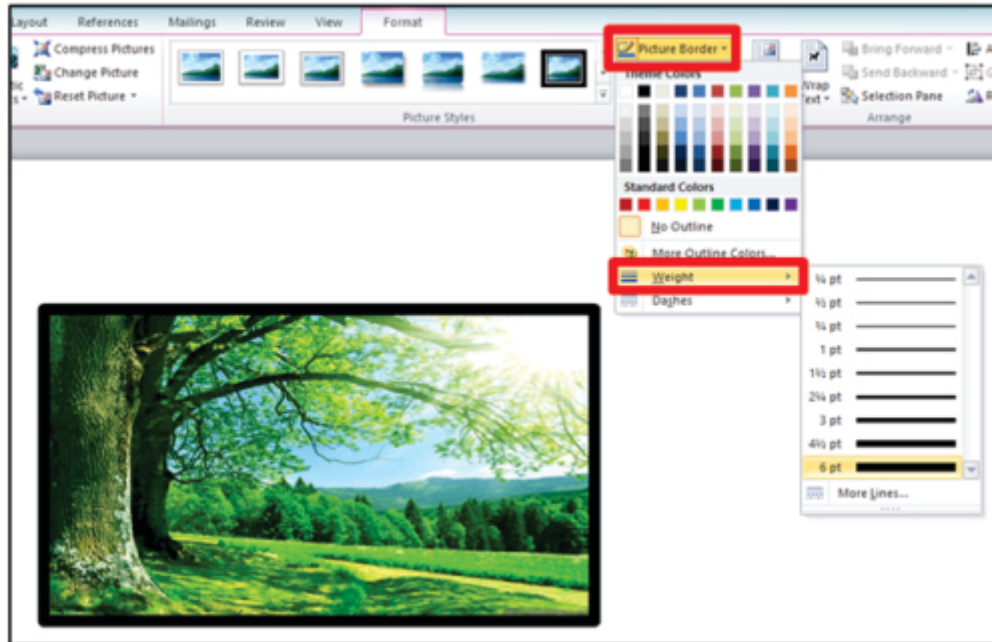 Layout References Mailings Review View Format
Compress Pictures
Change Picture
Reset Picture
Picture Styles
Picture Border
Theme Colors
Standard Colors
No Outline
More Outline Colors...
Weight
Dashes
Wrap
Text
Bring Forward
Send Backward
Selection Pane
Arrange
¼ pt
½ pt
¾ pt
1 pt
1½ pt
2¼ pt
3 pt
4½ pt
6 pt
More Lines...